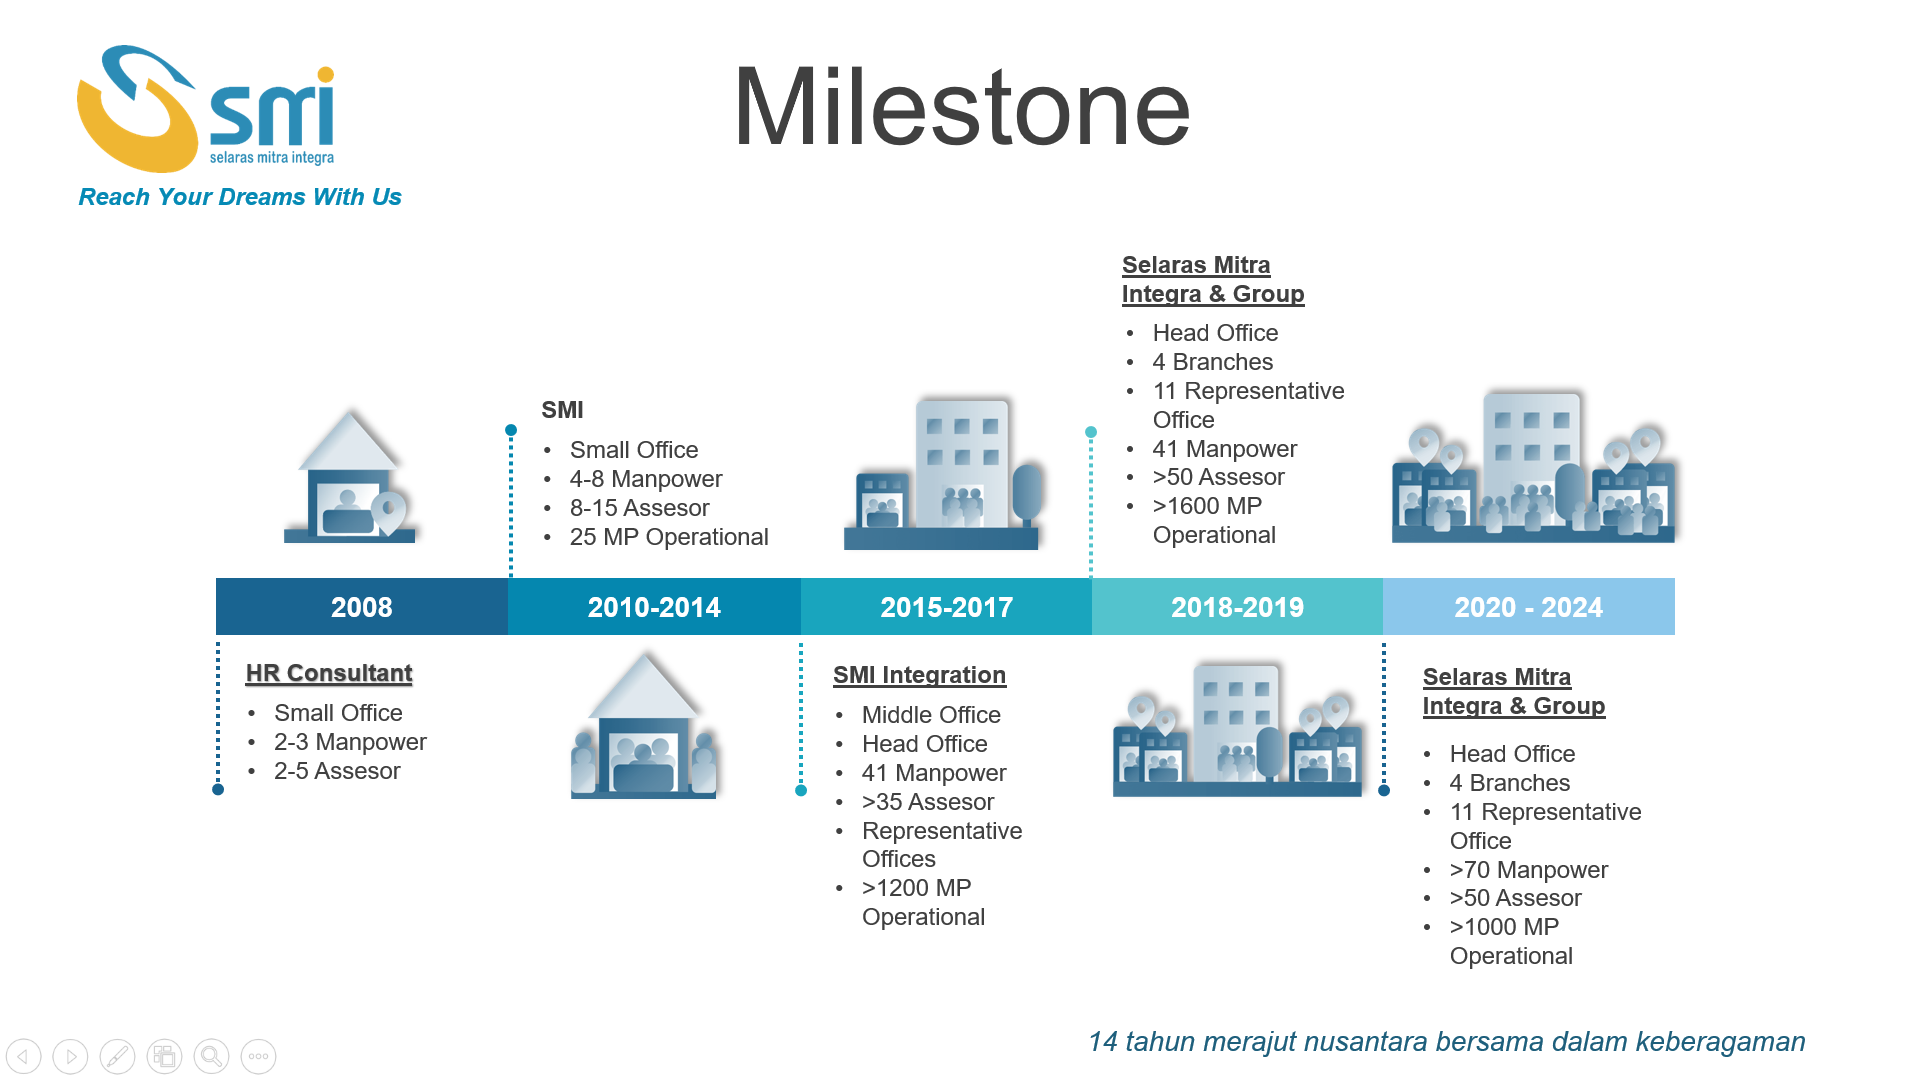 smi
selaras mitra integra
Reach Your Dreams With Us
Milestone
2008
HR Consultant
• Small Office
• 2-3 Manpower
• 2-5 Assesor
2010-2014
SMI
• Small Office
• 4-8 Manpower
• 8-15 Assesor
• 25 MP Operational
2015-2017
SMI Integration
• Middle Office
• Head Office
• 41 Manpower
• >35 Assesor
• Representative
Offices
• >1200 MP
Operational
2018-2019
Selaras Mitra
Integra & Group
• Head Office
• 4 Branches
• 11 Representative
Office
• 41 Manpower
• >50 Assesor
• >1600 MP
Operational
2020 - 2024
Selaras Mitra
Integra & Group
• Head Office
• 4 Branches
• 11 Representative
Office
• >70 Manpower
• >50 Assesor
• >1000 MP
Operational
14 tahun merajut nusantara bersama dalam keberagaman